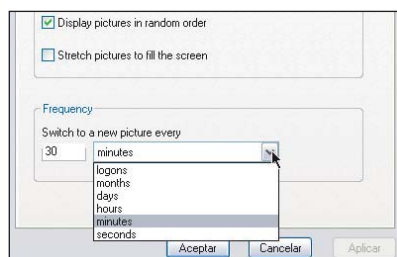 Display pictures in random order
Stretch pictures to fill the screen
Frequency
Switch to a new picture every
30 minutes
logons
months
days
hours
minutes
seconds
Aceptar Cancelar Aplicar